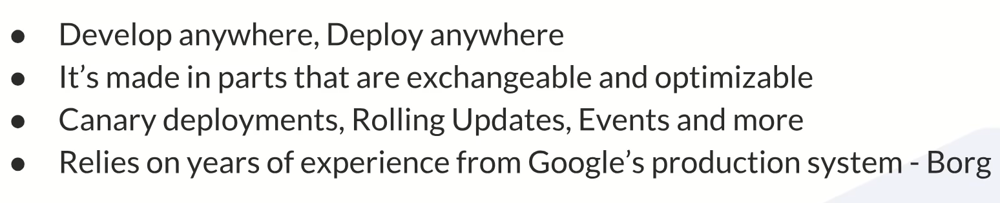 ● Develop anywhere, Deploy anywhere
● It’s made in parts that are exchangeable and optimizable
● Canary deployments, Rolling Updates, Events and more
● Relies on years of experience from Google’s production system - Borg